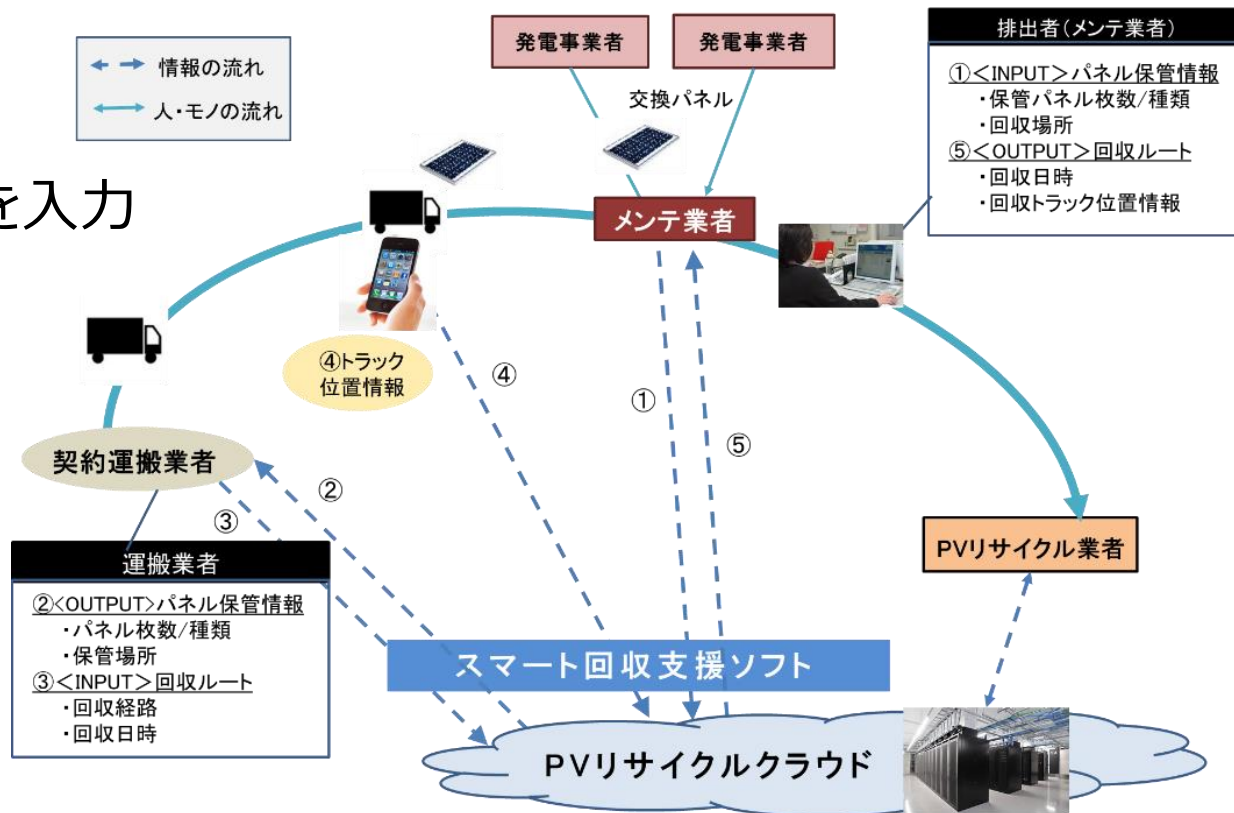 情報の流れ
人・モノの流れ
を入力
発電事業者
発電事業者
交換パネル
メンテ業者
排出者(メンテ業者)
①<INPUT>パネル保管情報
・保管パネル枚数/種類
・回収場所
⑤<OUTPUT>回収ルート
・回収日時
・回収トラック位置情報
④トラック
位置情報
④
①
⑤
契約運搬業者
②
③
運搬業者
②<OUTPUT>パネル保管情報
・パネル枚数/種類
・保管場所
③<INPUT>回収ルート
・回収経路
・回収日時
PVリサイクル業者
スマート回収支援ソフト
PVリサイクルクラウド